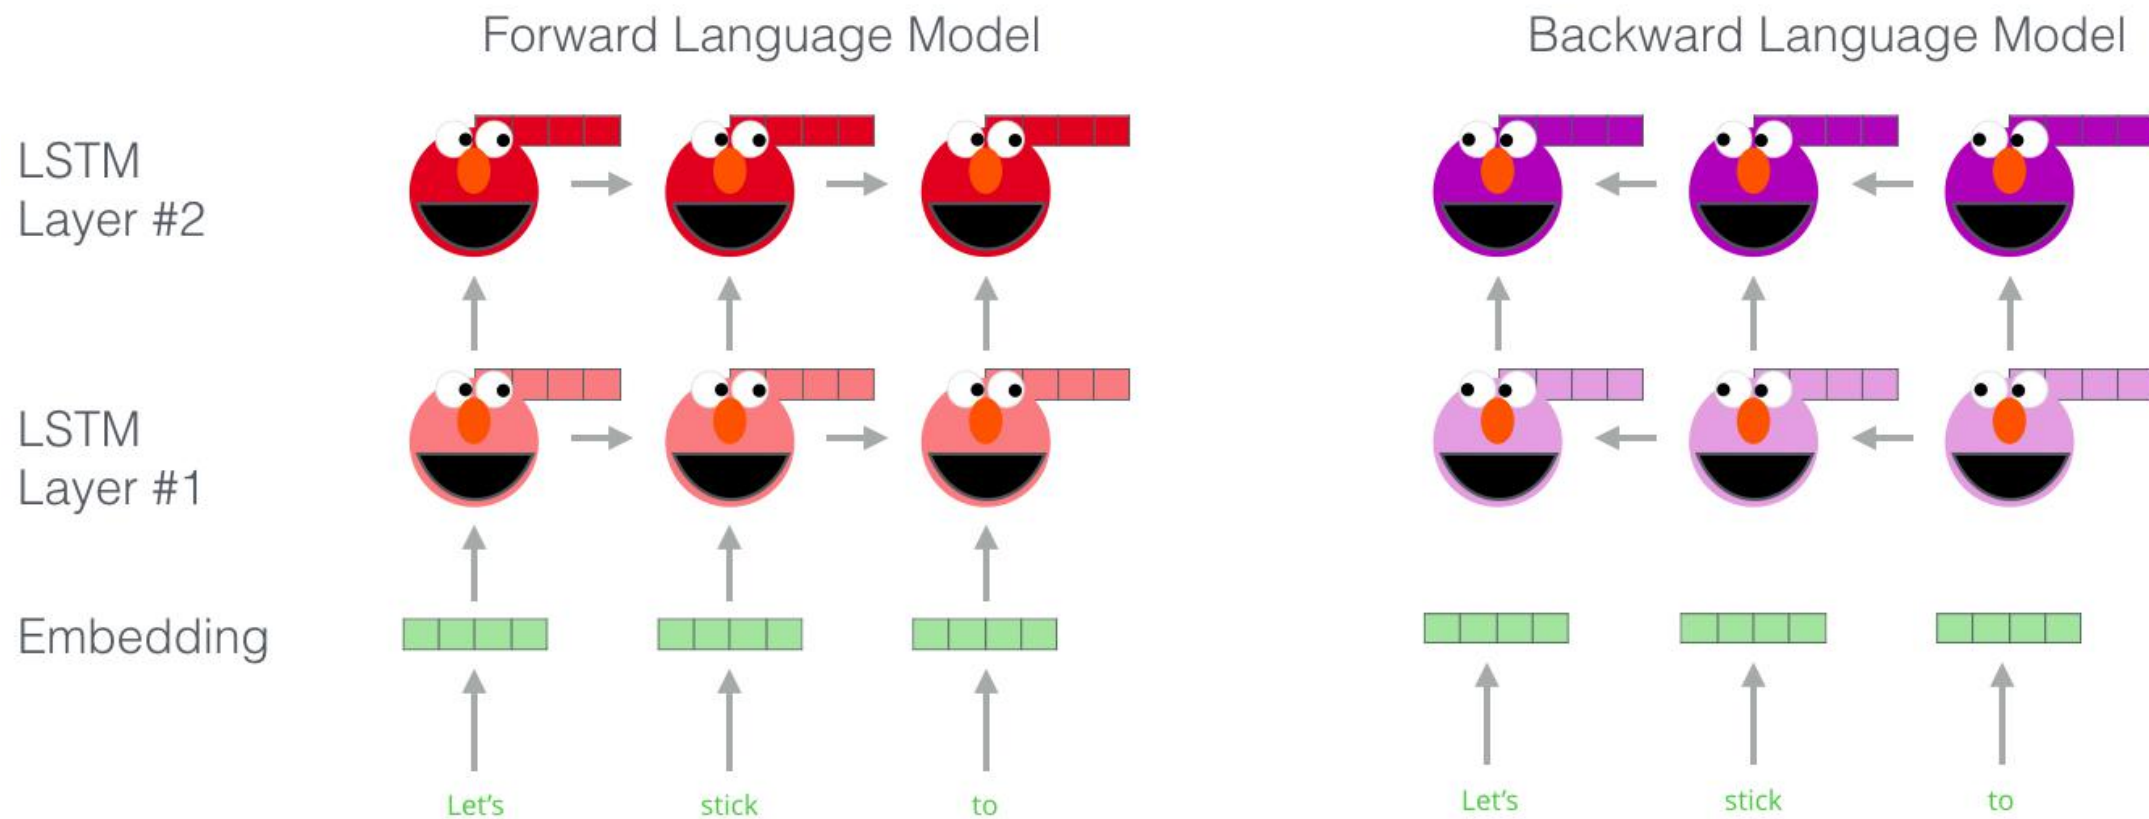 Forward Language Model
Backward Language Model
LSTM
Layer #2
LSTM
Layer #1
Embedding
Let's stick to
Let's stick to